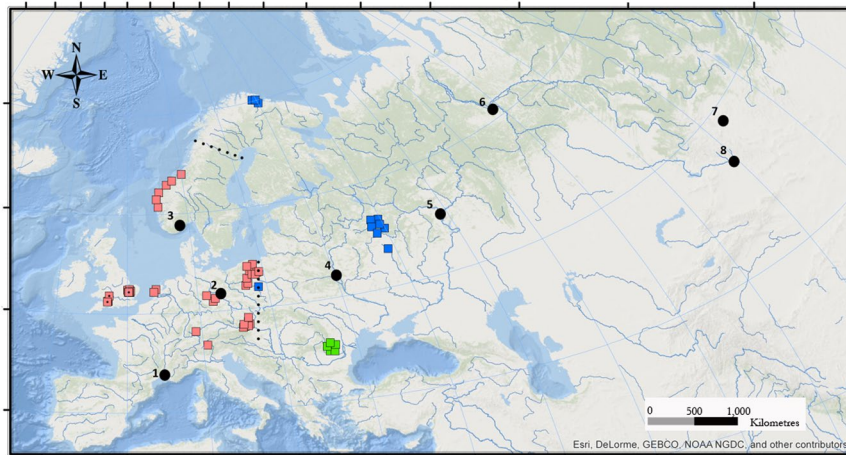 N
W E
S
6
7
8
5
3
4
2
1
0 500 1,000
Kilometres
Esri, DeLorme, GEBCO, NOAA NGDC, and other contributors